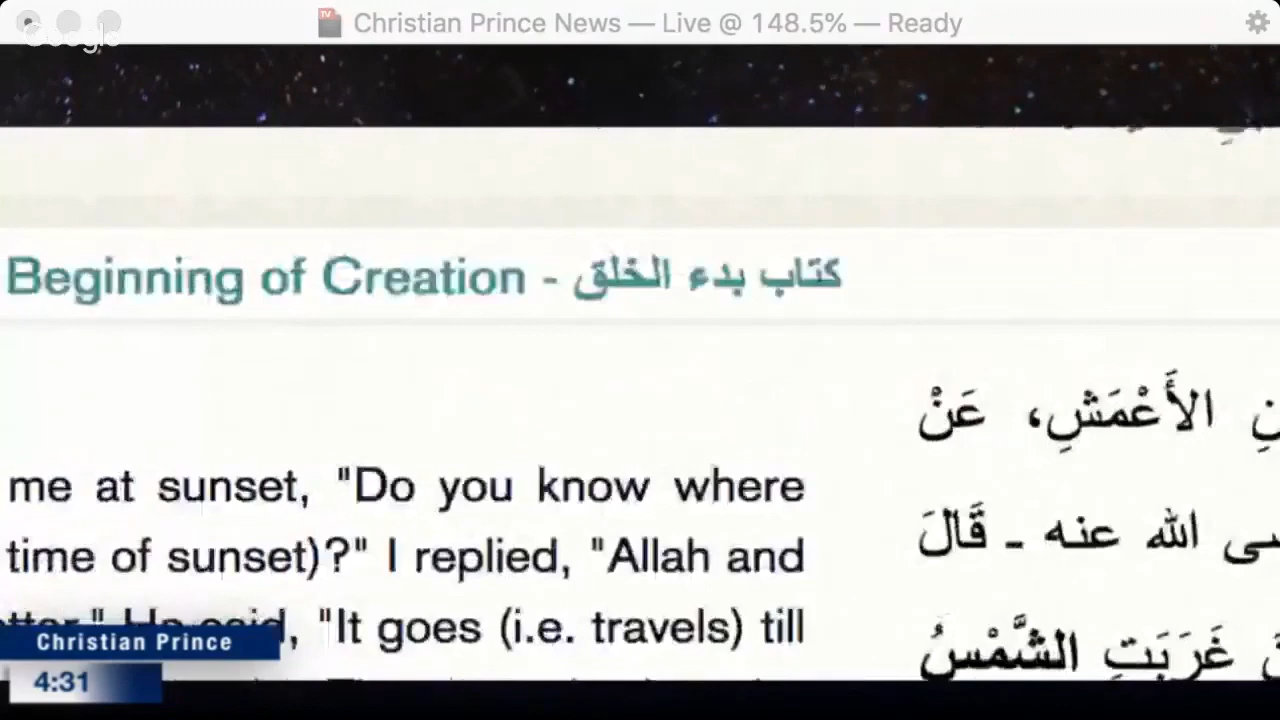 Christian Prince News — Live @ 148.5% — Ready
Google
Beginning of Creation - كتاب بدء الخلق
me at sunset, "Do you know where
time of sunset)?" I replied, "Allah and
"It goes (i.e. travels) till
الأَعْمَشِ، عَنْ
الله عنه ـ قَالَ
غَرَبَتِ الشَّمْسُ
Christian Prince
4:31